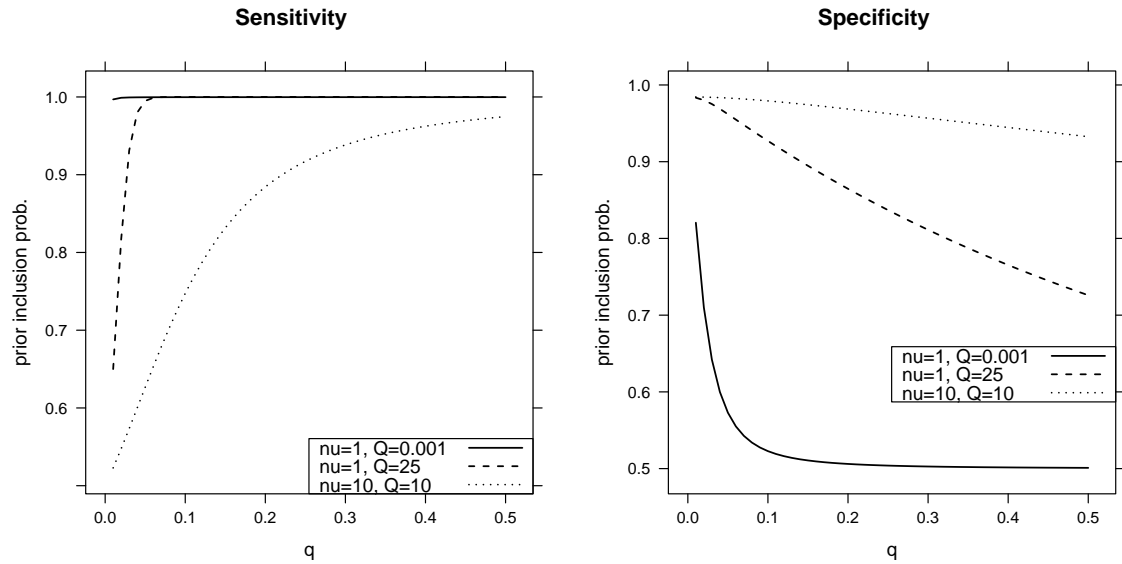 Sensitivity
prior inclusion prob.
1.0
0.9
0.8
0.7
0.6
nu=1, Q=0.001
nu=1, Q=25
nu=10, Q=10
0.0 0.1 0.2 0.3 0.4 0.5
q
Specificity
prior inclusion prob.
1.0
0.9
0.8
0.7
0.6
0.5
nu=1, Q=0.001
nu=1, Q=25
nu=10, Q=10
0.0 0.1 0.2 0.3 0.4 0.5
q